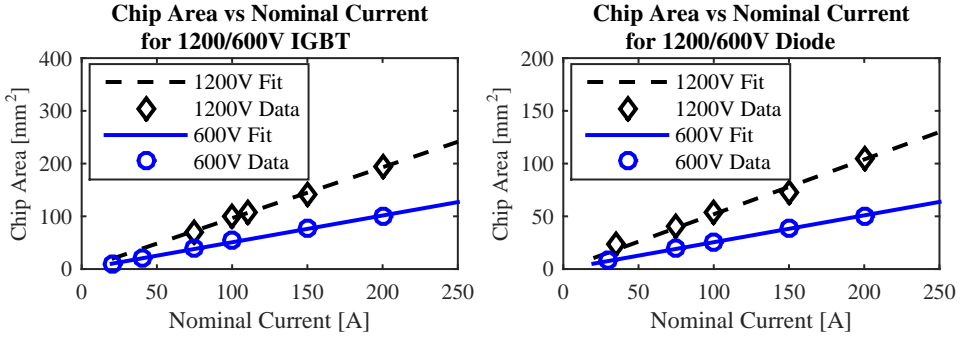 Chip Area vs Nominal Current
for 1200/600V IGBT
Chip Area [mm²]
400
300
200
100
0
1200V Fit
1200V Data
600V Fit
600V Data
0 50 100 150 200 250
Nominal Current [A]
Chip Area vs Nominal Current
for 1200/600V Diode
Chip Area [mm²]
200
150
100
50
0
1200V Fit
1200V Data
600V Fit
600V Data
0 50 100 150 200 250
Nominal Current [A]